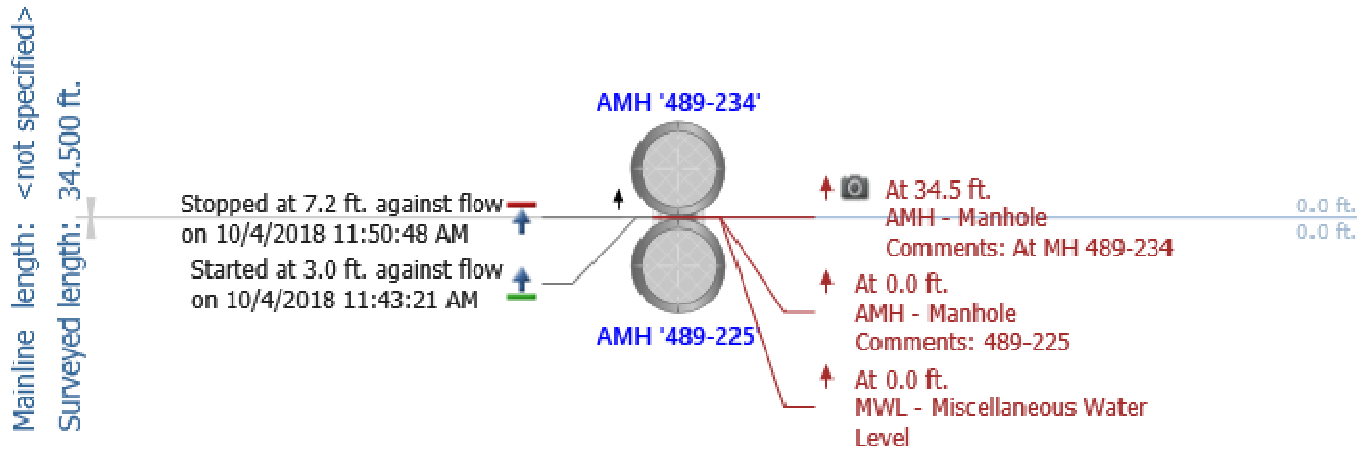 Mainline length: <not specified>
Surveyed length: 34.500 ft.
AMH '489-234'
Stopped at 7.2 ft. against flow
on 10/4/2018 11:50:48 AM
Started at 3.0 ft. against flow
on 10/4/2018 11:43:21 AM
AMH '489-225'
At 34.5 ft.
AMH - Manhole
Comments: At MH 489-234
At 0.0 ft.
AMH - Manhole
Comments: 489-225
At 0.0 ft.
MWL - Miscellaneous Water
Level
0.0 ft.
0.0 ft.